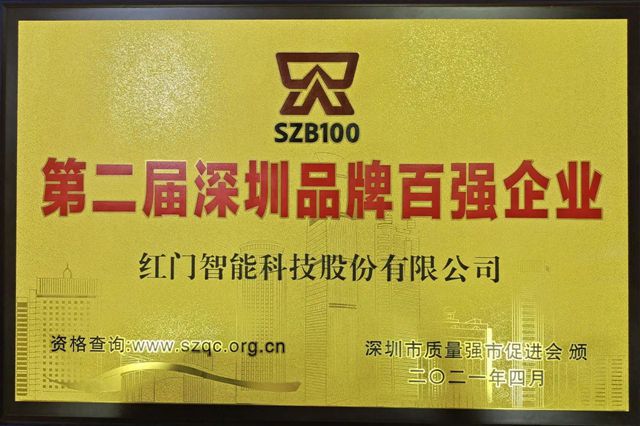 SZB100
第二届深圳品牌百强企业
红门智能科技股份有限公司
资格查询:www.szqc.org.cn
深圳市质量强市促进会 颁
二〇二一年四月